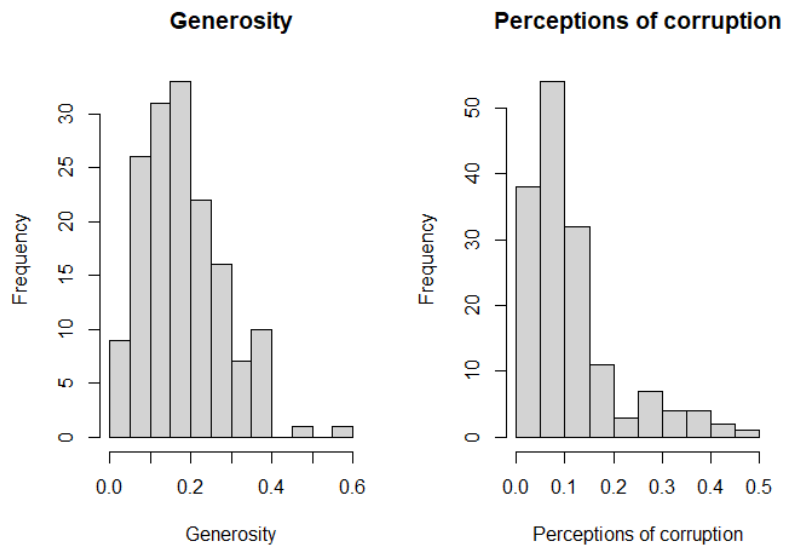 Generosity
Frequency
0
5
10
15
20
25
30
0.0 0.2 0.4 0.6
Generosity
Perceptions of corruption
Frequency
0
10
20
30
40
50
0.0 0.1 0.2 0.3 0.4 0.5
Perceptions of corruption